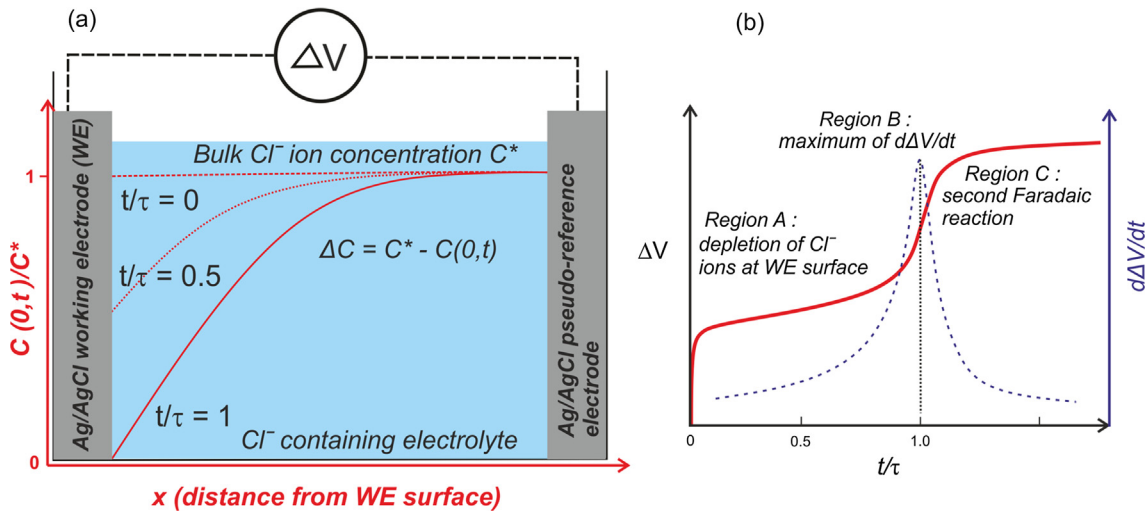 (a)
ΔV
Ag/AgCl working electrode (WE)
Bulk Cl⁻ ion concentration C*
t/τ = 0
t/τ = 0.5
ΔC = C* - C(0,t)
t/τ = 1
Cl⁻ containing electrolyte
Ag/AgCl pseudo-reference
electrode
C (0,t )/C*
1
0
x (distance from WE surface)
(b)
Region B :
maximum of dΔV/dt
Region C :
second Faradaic
reaction
Region A :
depletion of Cl⁻
ions at WE surface
ΔV
dΔV/dt
0
0.5
1.0
t/τ